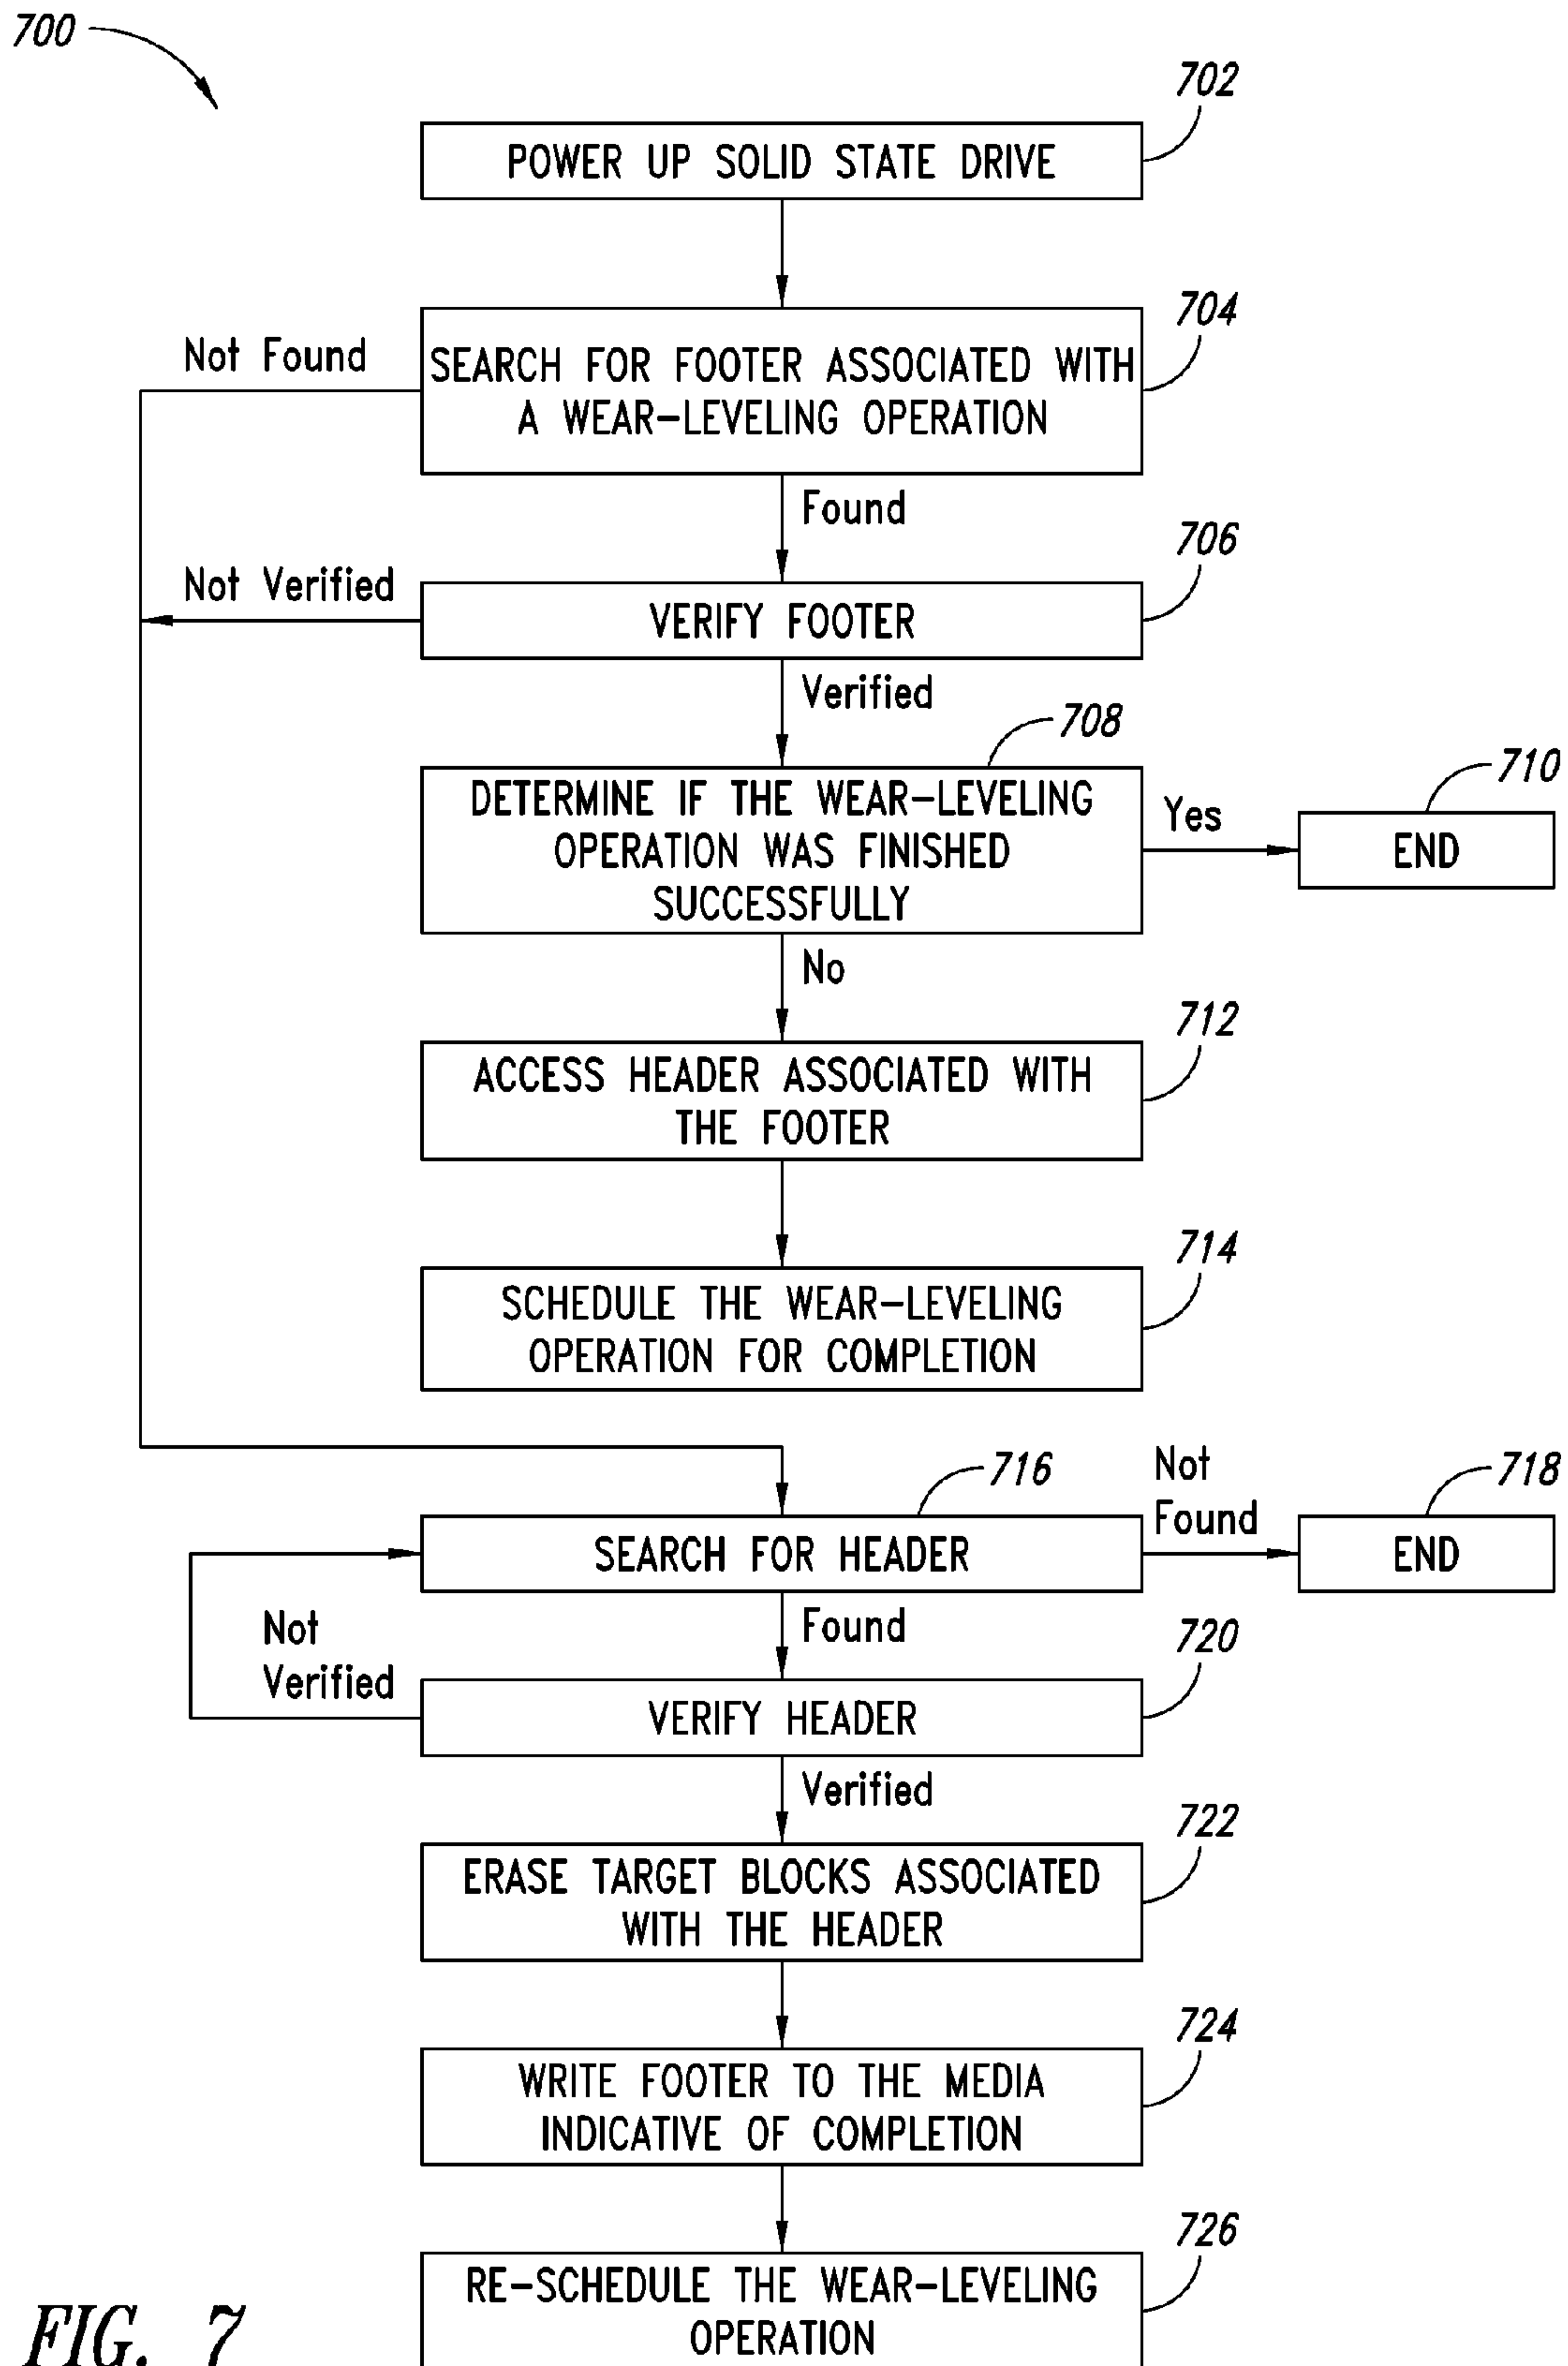 700
702
POWER UP SOLID STATE DRIVE
704
Not Found
SEARCH FOR FOOTER ASSOCIATED WITH
A WEAR-LEVELING OPERATION
Found
706
Not Verified
VERIFY FOOTER
Verified
708
710
DETERMINE IF THE WEAR-LEVELING
OPERATION WAS FINISHED
SUCCESSFULLY
Yes
END
No
712
ACCESS HEADER ASSOCIATED WITH
THE FOOTER
714
SCHEDULE THE WEAR-LEVELING
OPERATION FOR COMPLETION
716
Not
Found
718
SEARCH FOR HEADER
END
Found
Not
Verified
720
VERIFY HEADER
Verified
722
ERASE TARGET BLOCKS ASSOCIATED
WITH THE HEADER
724
WRITE FOOTER TO THE MEDIA
INDICATIVE OF COMPLETION
726
RE-SCHEDULE THE WEAR-LEVELING
OPERATION
FIG. 7